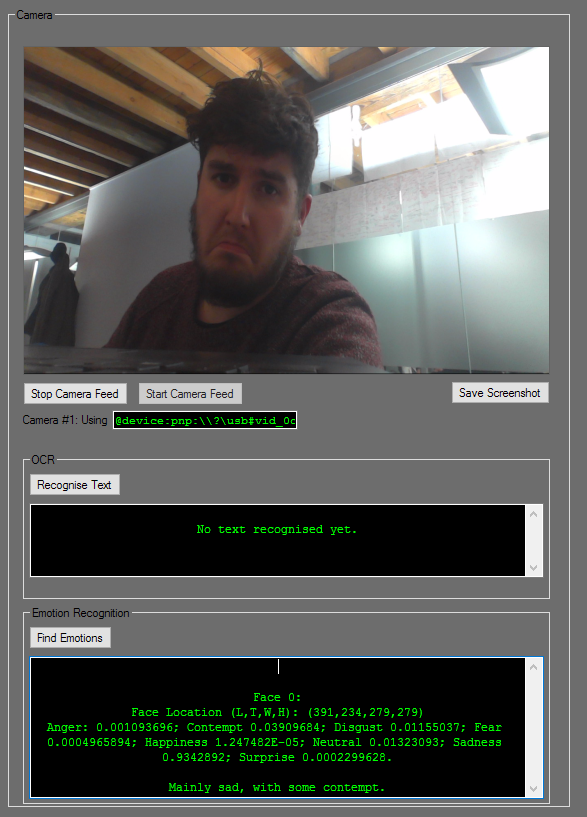 Camera
Stop Camera Feed
Start Camera Feed
Save Screenshot
Camera #1: Using
@device:pnp:\\?\usb#vid_0c
OCR
Recognise Text
No text recognised yet.
Emotion Recognition
Find Emotions
Face 0:
Face Location (L,T,W,H): (391,234,279,279)
Anger: 0.001093696; Contempt 0.03909684; Disgust 0.01155037; Fear
0.0004965894; Happiness 1.247482E-05; Neutral 0.01323093; Sadness
0.9342892; Surprise 0.0002299628.
Mainly sad, with some contempt.